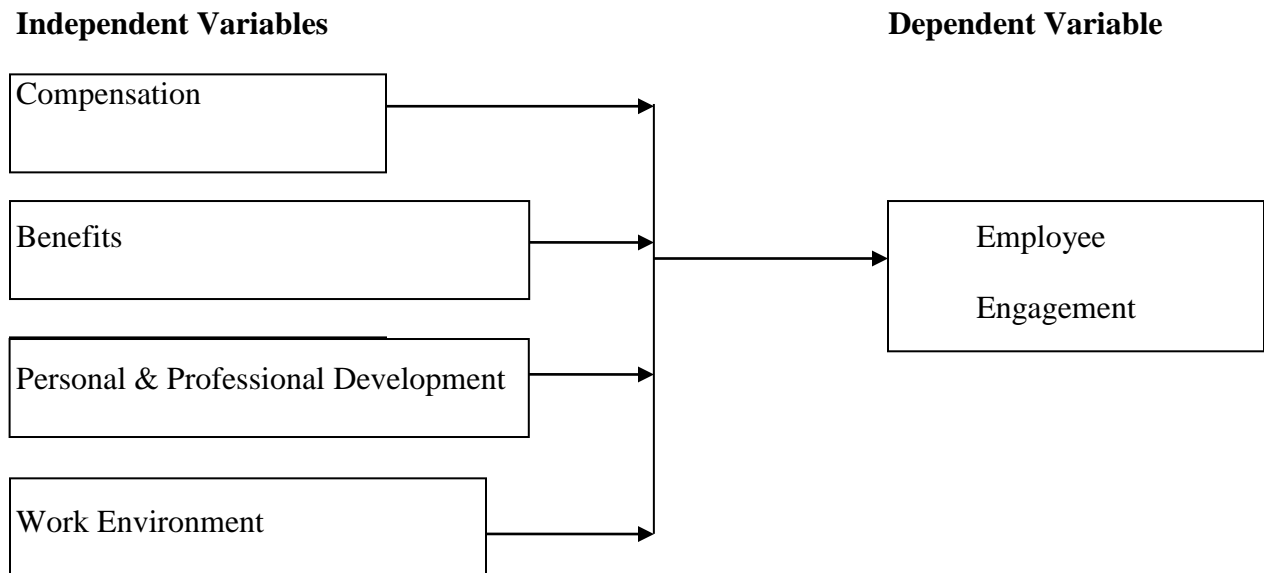 Independent Variables
Dependent Variable
Compensation
Benefits
Personal & Professional Development
Work Environment
Employee
Engagement